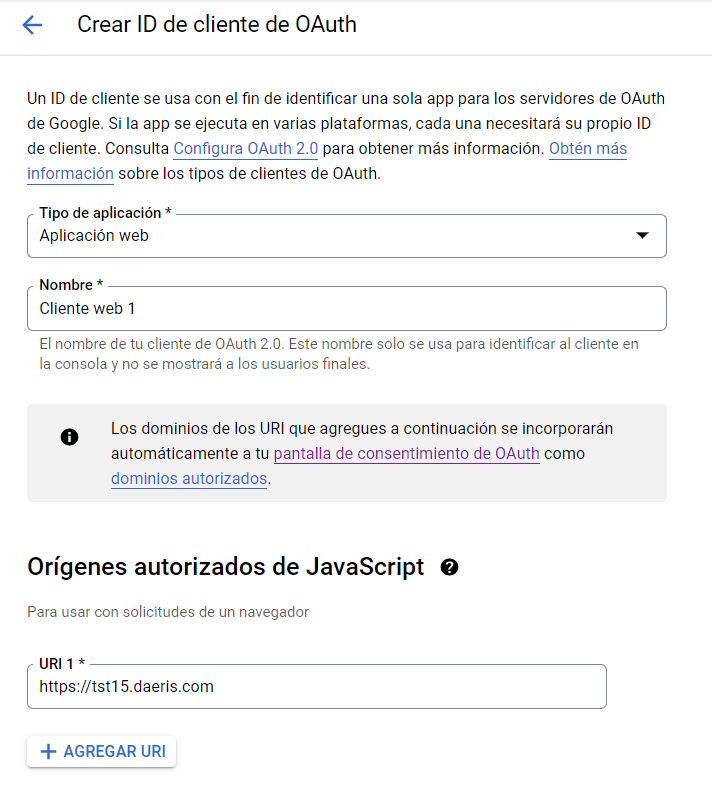 Crear ID de cliente de OAuth
Un ID de cliente se usa con el fin de identificar una sola app para los servidores de OAuth
de Google. Si la app se ejecuta en varias plataformas, cada una necesitará su propio ID
de cliente. Consulta Configura OAuth 2.0 para obtener más información. Obtén más
información sobre los tipos de clientes de OAuth.
Tipo de aplicación *
Aplicación web
Nombre *
Cliente web 1
El nombre de tu cliente de OAuth 2.0. Este nombre solo se usa para identificar al cliente en
la consola y no se mostrará a los usuarios finales.
Los dominios de los URI que agregues a continuación se incorporarán
automáticamente a tu pantalla de consentimiento de OAuth como
dominios autorizados.
Orígenes autorizados de JavaScript
Para usar con solicitudes de un navegador
URI 1 *
https://tst15.daeris.com
AGREGAR URI